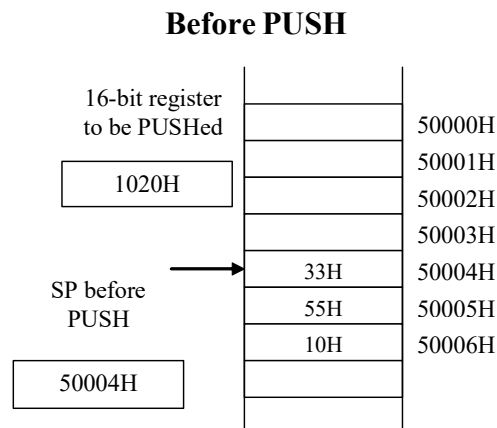 Before PUSH
16-bit register
to be PUSHed
1020H
SP before
PUSH
50004H
33H
55H
10H
50000H
50001H
50002H
50003H
50004H
50005H
50006H